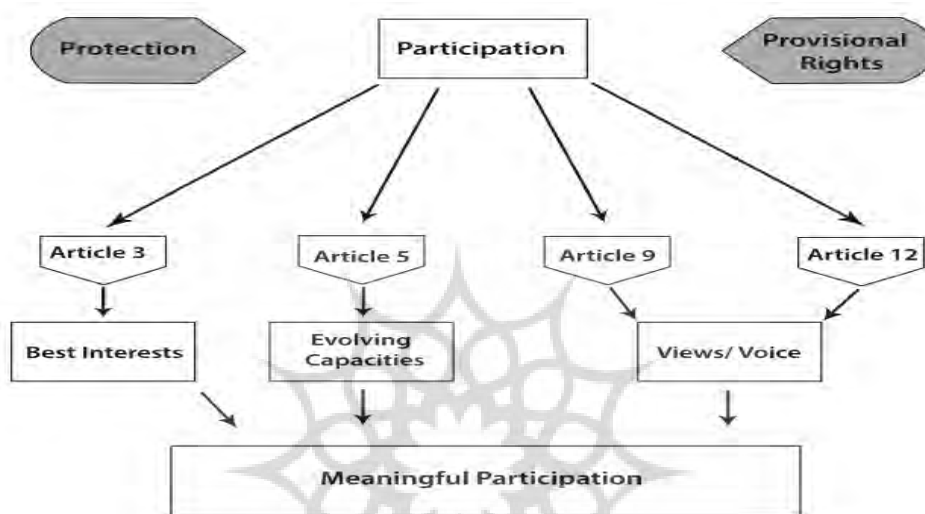 Protection
Participation
Provisional
Rights
Article 3
Article 5
Article 9
Article 12
Best Interests
Evolving
Capacities
Views/ Voice
Meaningful Participation